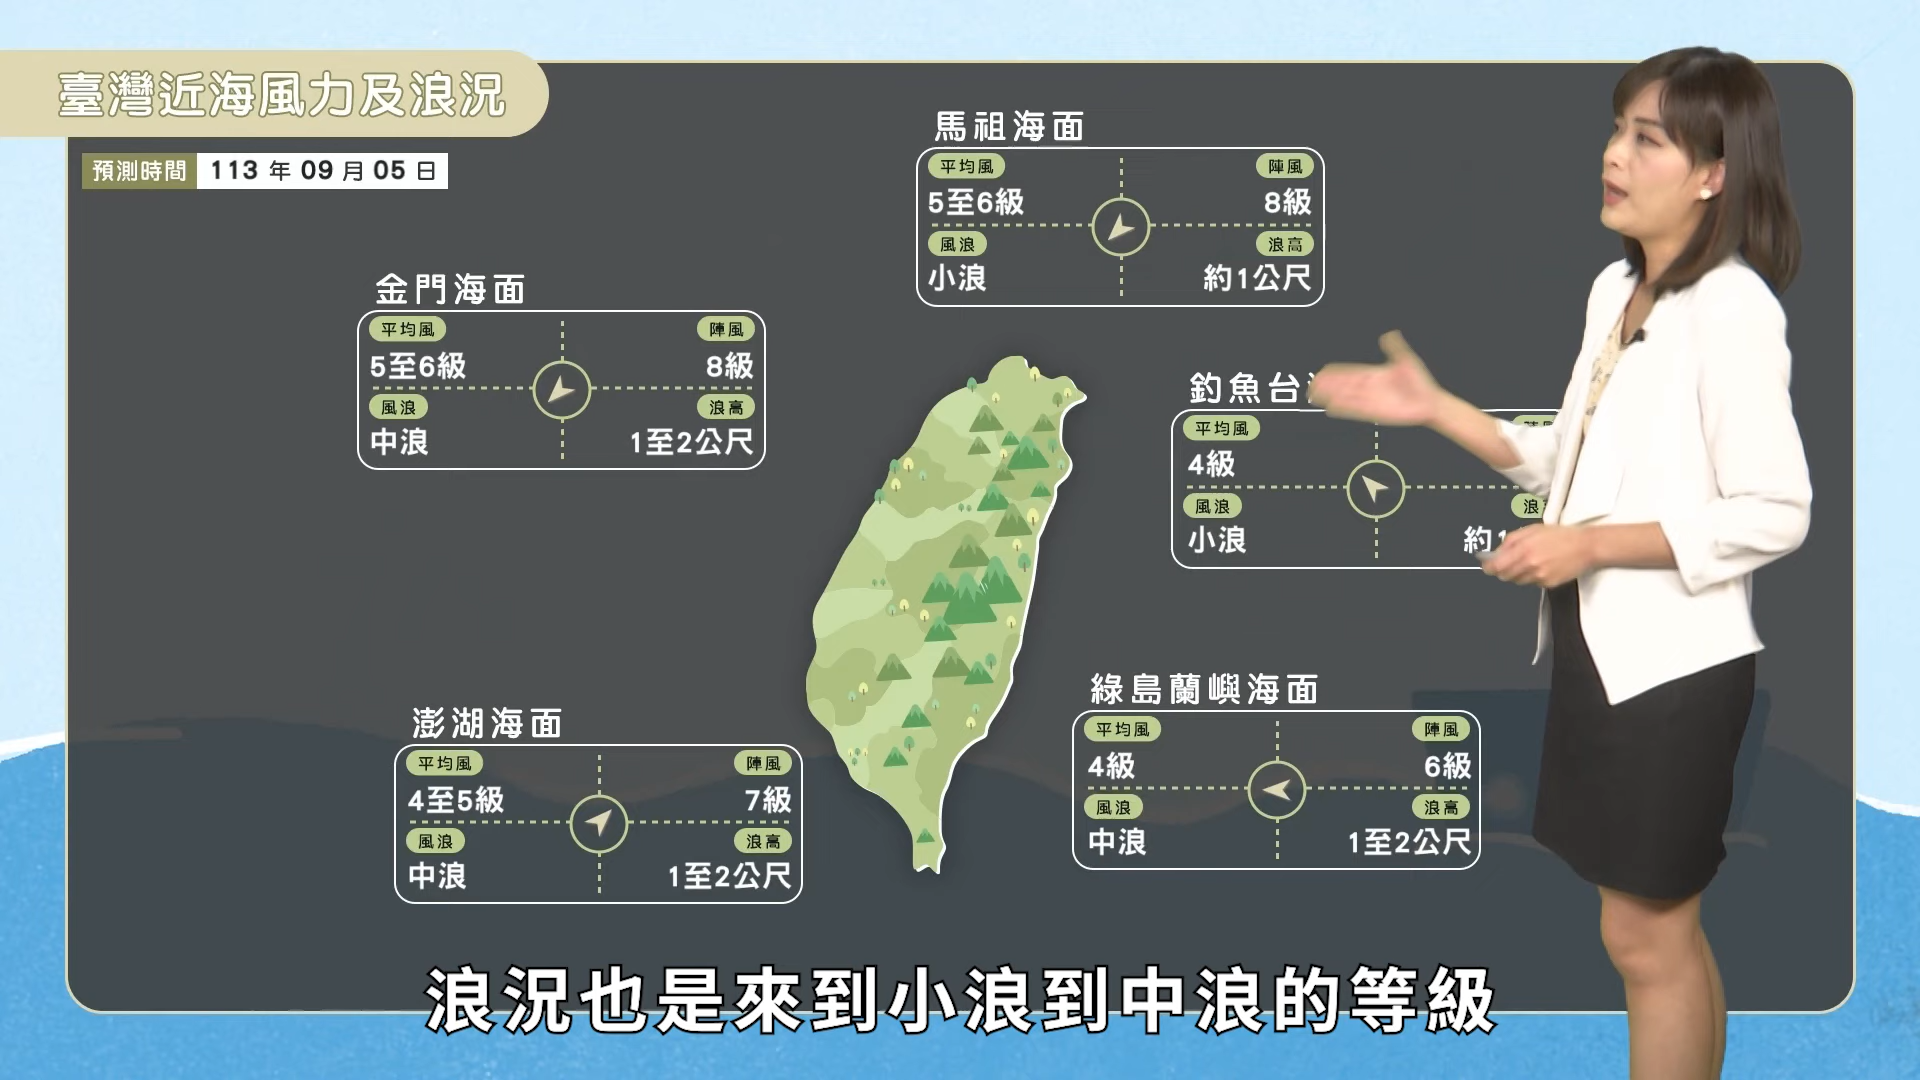 臺灣近海風力及浪況
預測時間 113 年 09 月 05 日
馬祖海面
平均風 陣風
5至6級 8級
風浪 浪高
小浪 約1公尺
金門海面
平均風 陣風
5至6級 8級
風浪 浪高
中浪 1至2公尺
釣魚台
平均風
4級
風浪 浪
小浪 約1
綠島蘭嶼海面
平均風 陣風
4級 6級
風浪 浪高
中浪 1至2公尺
澎湖海面
平均風 陣風
4至5級 7級
風浪 浪高
中浪 1至2公尺
浪況也是來到小浪到中浪的等級